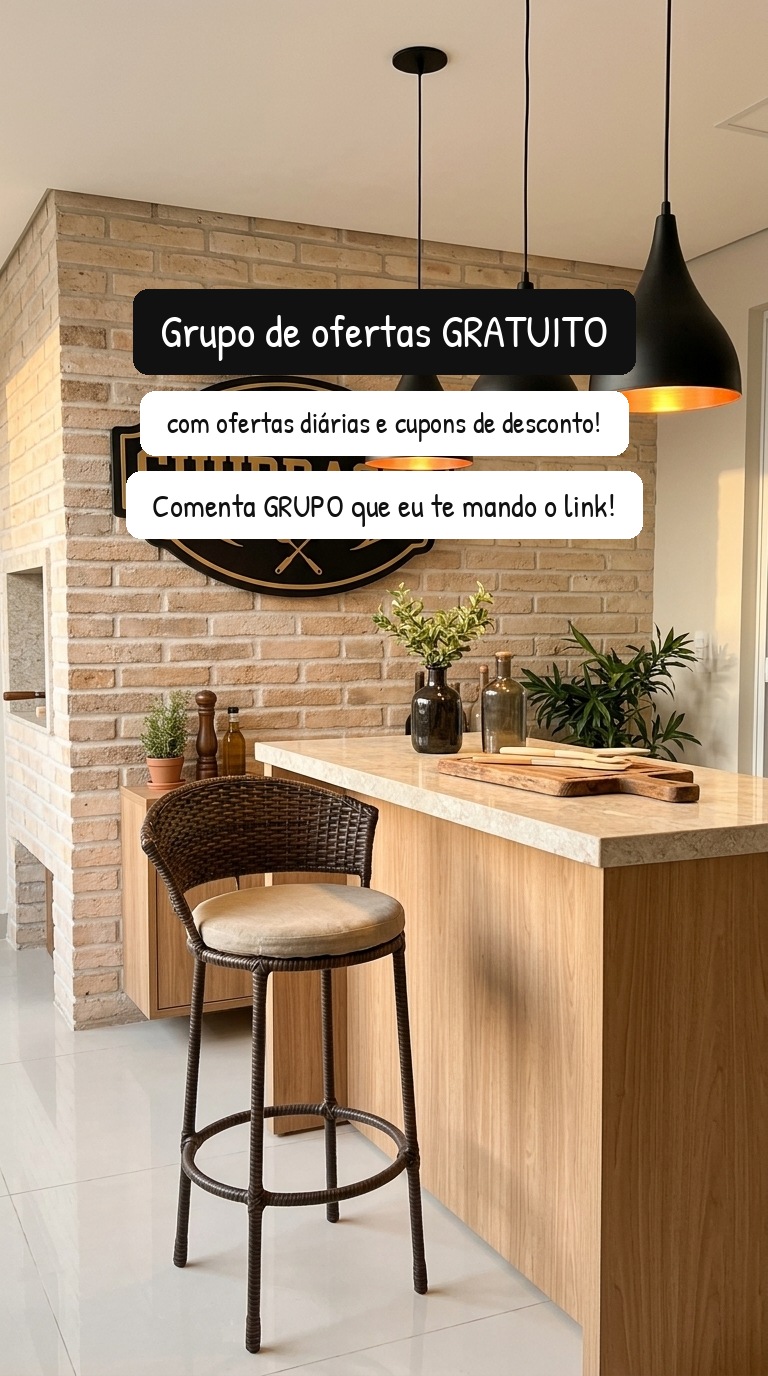 Grupo de ofertas GRATUITO
com ofertas diárias e cupons de desconto!
Comenta GRUPO que eu te mando o link!